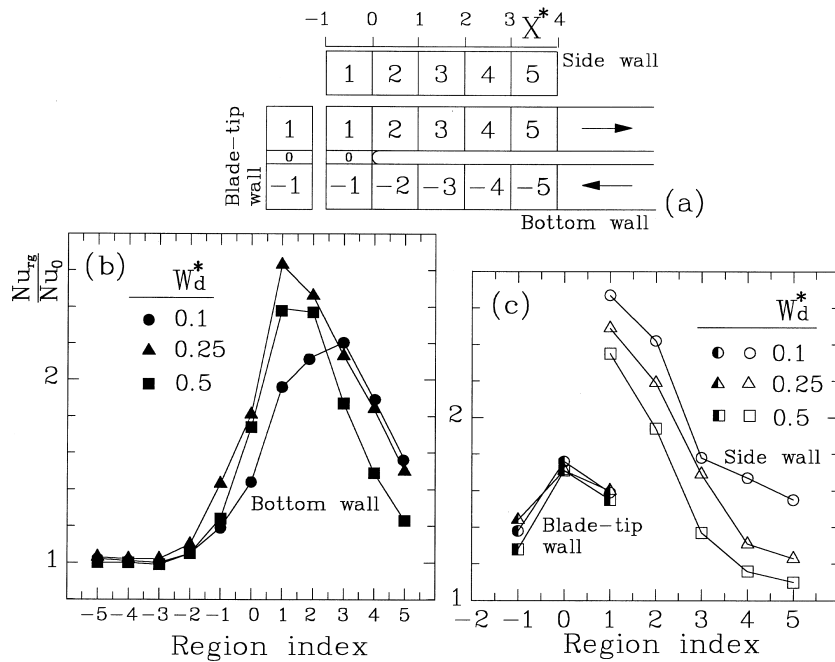 -1 0 1 2 3 4
X*
1 2 3 4 5
Side wall
Blade-tip
wall
1
0
-1
1 2 3 4 5
0
-1 -2 -3 -4 -5
(a)
Bottom wall
(b)
Nu_rg
Nu_0
W_d^*
0.1
0.25
0.5
2
1
Bottom wall
-5 -4 -3 -2 -1 0 1 2 3 4 5
Region index
(c)
W_d^*
0.1
0.25
0.5
2
Side wall
Blade-tip
wall
1
-2 -1 0 1 2 3 4 5
Region index